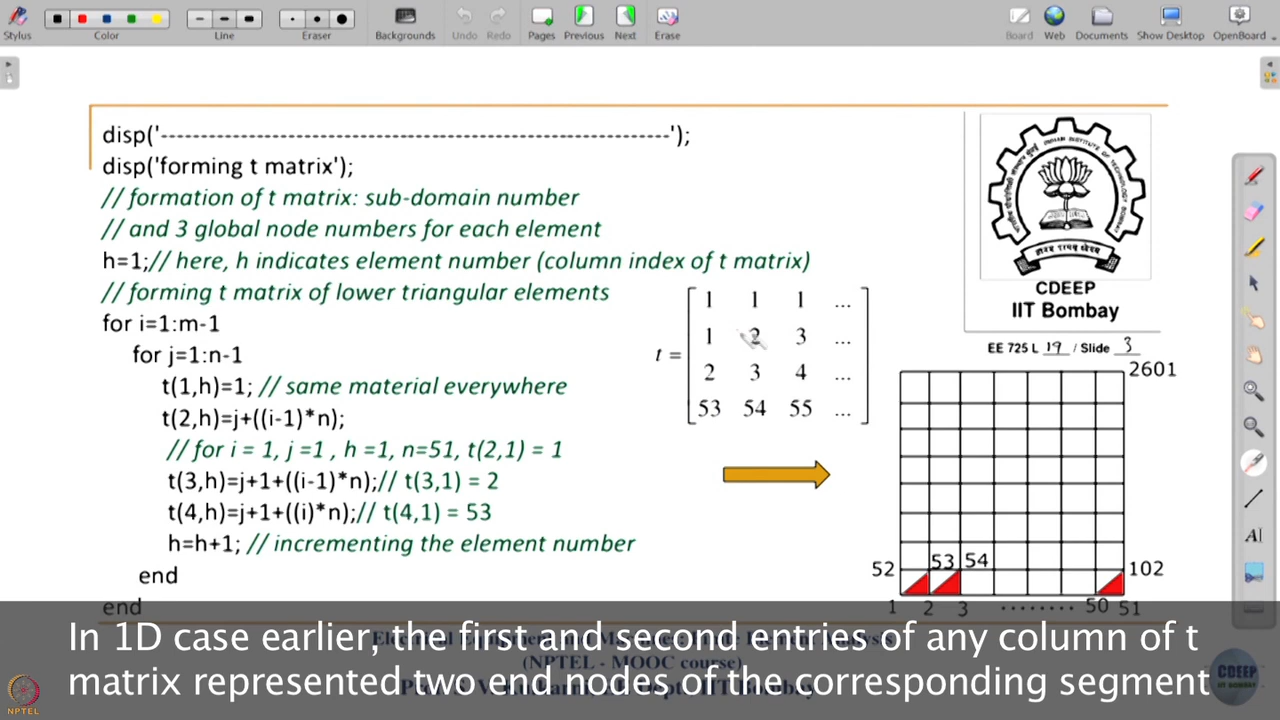 Stylus
Color
Line
Eraser
Backgrounds
Undo
Redo
Pages
Previous
Next
Erase
Board
Web
Documents
Show Desktop
OpenBoard
disp('-----------------------------------------------------------------');
disp('forming t matrix');
// formation of t matrix: sub-domain number
// and 3 global node numbers for each element
h=1;// here, h indicates element number (column index of t matrix)
// forming t matrix of lower triangular elements
for i=1:m-1
for j=1:n-1
t(1,h)=1; // same material everywhere
t(2,h)=j+((i-1)*n);
// for i = 1, j =1 , h =1, n=51, t(2,1) = 1
t(3,h)=j+1+((i-1)*n);// t(3,1) = 2
t(4,h)=j+1+((i)*n);// t(4,1) = 53
h=h+1; // incrementing the element number
end
end
t =
1 1 1 ...
1 2 3 ...
2 3 4 ...
53 54 55 ...
CDEEP
IIT Bombay
EE 725 L 19 / Slide 3
2601
53 54
52 102
1 2 3 ........ 50 51
In 1D case earlier, the first and second entries of any column of t
matrix represented two end nodes of the corresponding segment
(NPTEL - MOOC course)
NPTEL
CDEEP